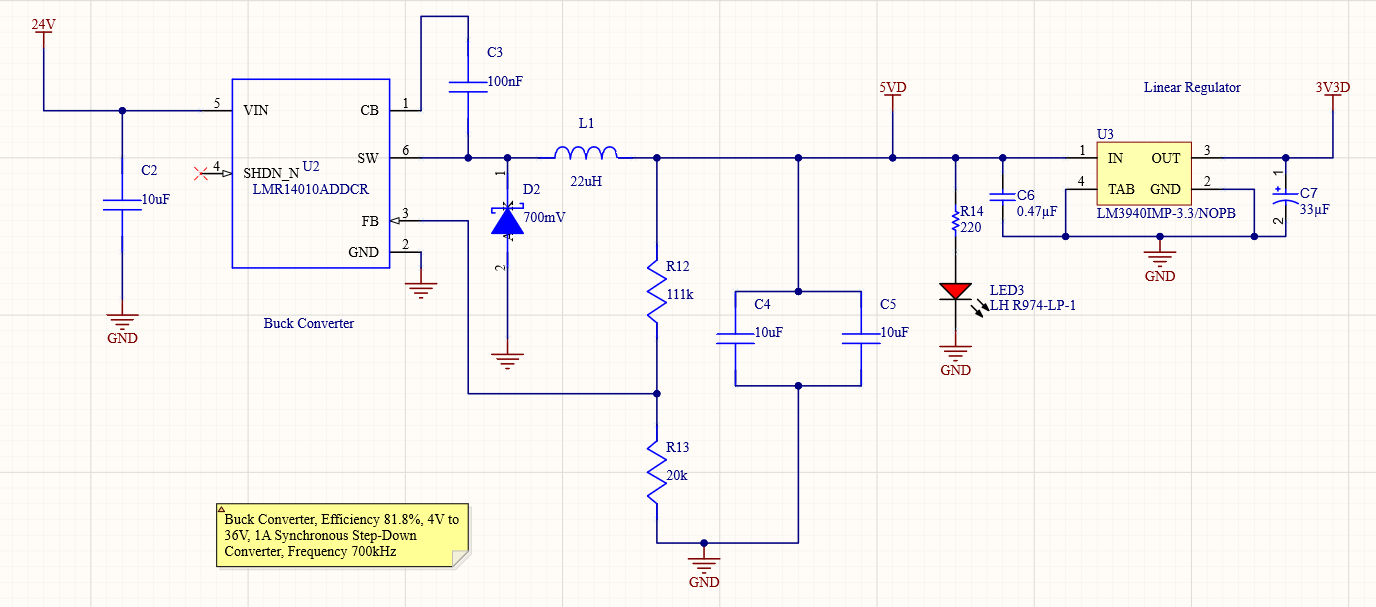 24V
C3
100nF
5
VIN
CB
1
4
SHDN_N
U2
LMR14010ADDCR
SW
6
FB
3
GND
2
C2
10uF
GND
Buck Converter
1
D2
700mV
K
A
2
L1
22uH
R12
111k
R13
20k
GND
C4
10uF
C5
10uF
5VD
R14
220
LED3
LH R974-LP-1
GND
C6
0.47µF
Linear Regulator
U3
1
IN
OUT
3
4
TAB
GND
2
LM3940IMP-3.3/NOPB
GND
3V3D
1
+
C7
33µF
2
Buck Converter, Efficiency 81.8%, 4V to
36V, 1A Synchronous Step-Down
Converter, Frequency 700kHz